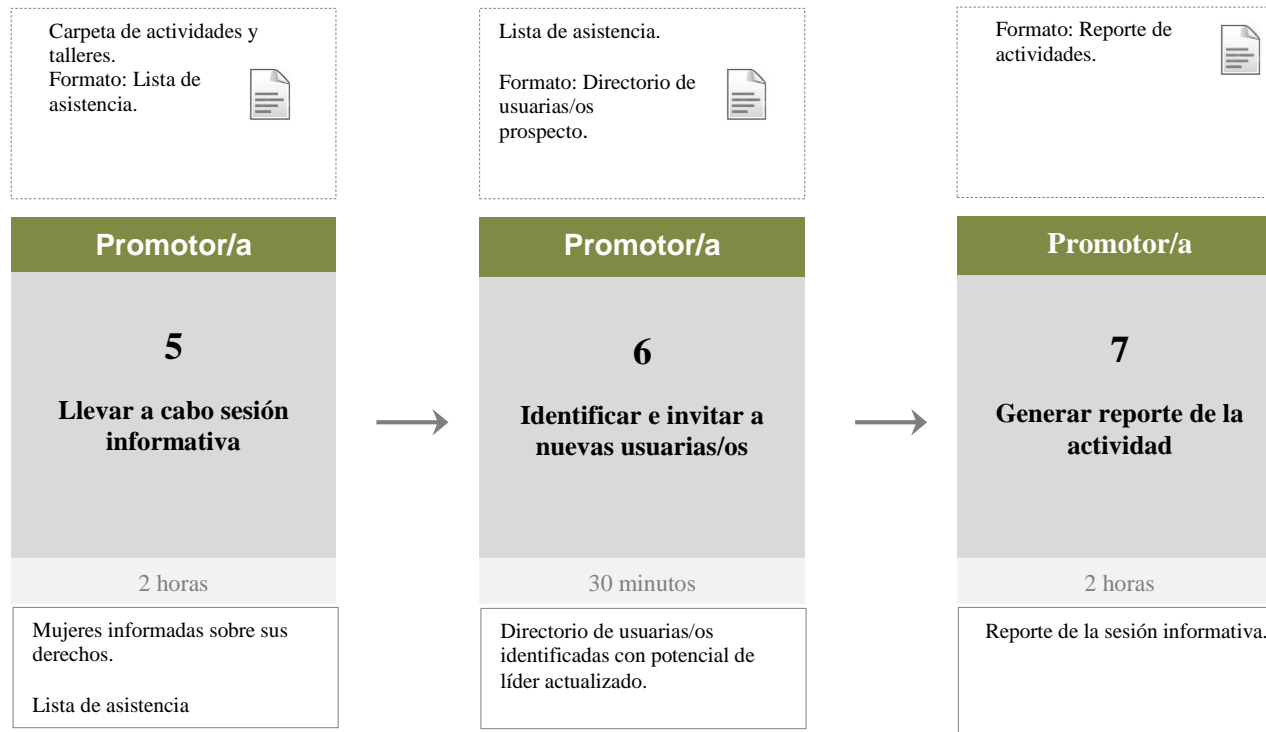 Carpeta de actividades y
talleres.
Formato: Lista de
asistencia.
Promotor/a
5
Llevar a cabo sesión
informativa
2 horas
Mujeres informadas sobre sus
derechos.
Lista de asistencia
Lista de asistencia.
Formato: Directorio de
usuarias/os
prospecto.
Promotor/a
6
Identificar e invitar a
nuevas usuarias/os
30 minutos
Directorio de usuarias/os
identificadas con potencial de
líder actualizado.
Formato: Reporte de
actividades.
Promotor/a
7
Generar reporte de la
actividad
2 horas
Reporte de la sesión informativa.